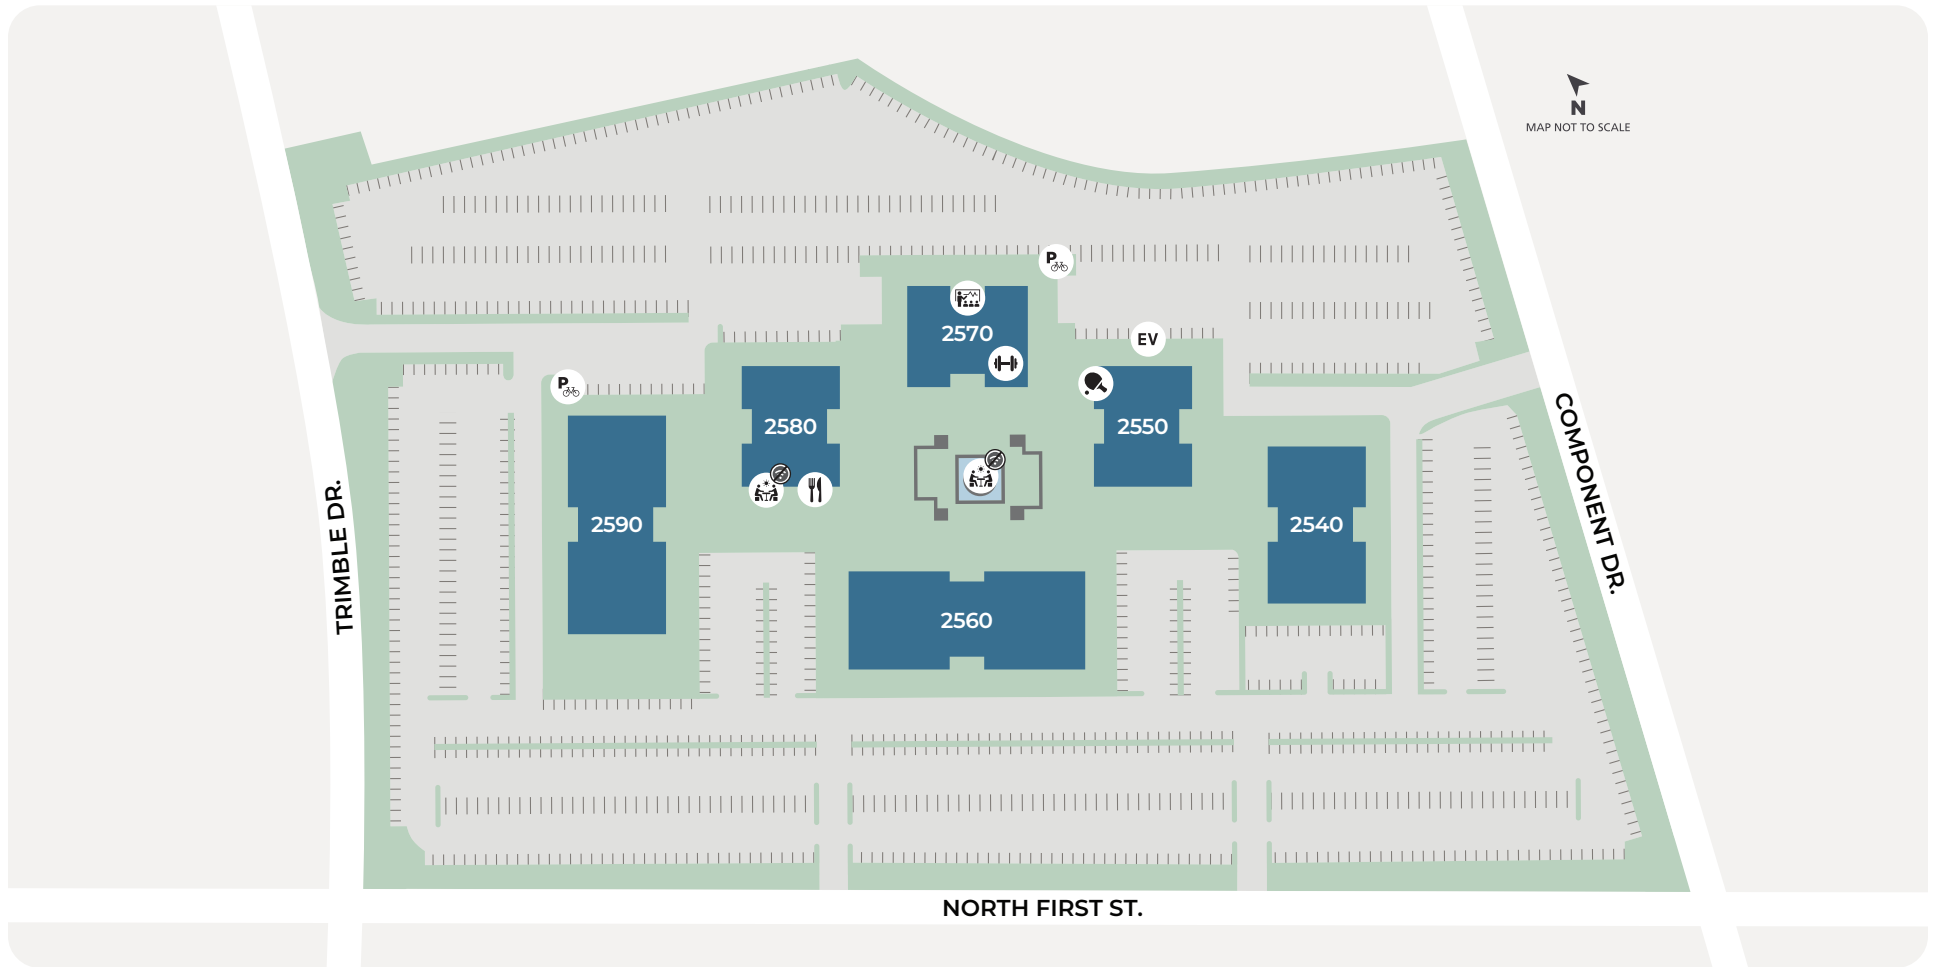 N
MAP NOT TO SCALE
P
2570
EV
P
2580
2550
2590
2540
2560
TRIMBLE DR.
COMPONENT DR.
NORTH FIRST ST.